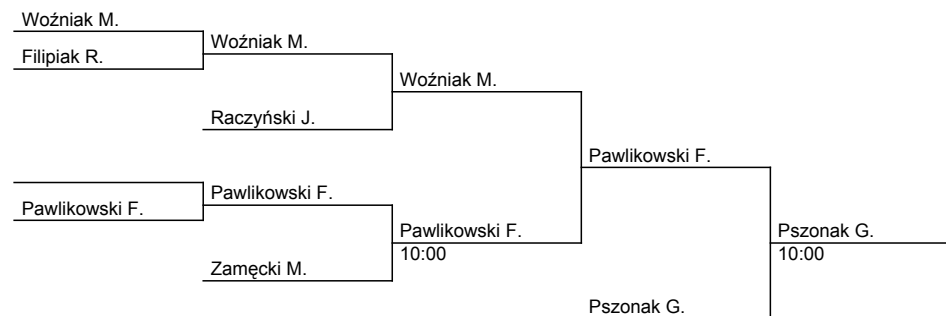 Woźniak M.
Filipiak R.
Woźniak M.
Raczyński J.
Woźniak M.
Pawlikowski F.
Pawlikowski F.
Zamęcki M.
Pawlikowski F.
10:00
Pawlikowski F.
Pszonak G.
Pszonak G.
10:00